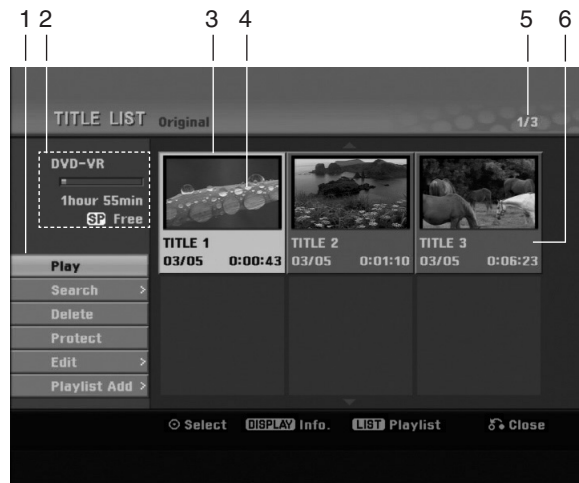 1 2 3 4 5 6
TITLE LIST Original 1/3
DVD-VR
1hour 55min
SP Free
Play
Search >
Delete
Protect
Edit >
Playlist Add >
TITLE 1
03/05 0:00:43
TITLE 2
03/05 0:01:10
TITLE 3
03/05 0:06:23
Select DISPLAY Info. LIST Playlist Close